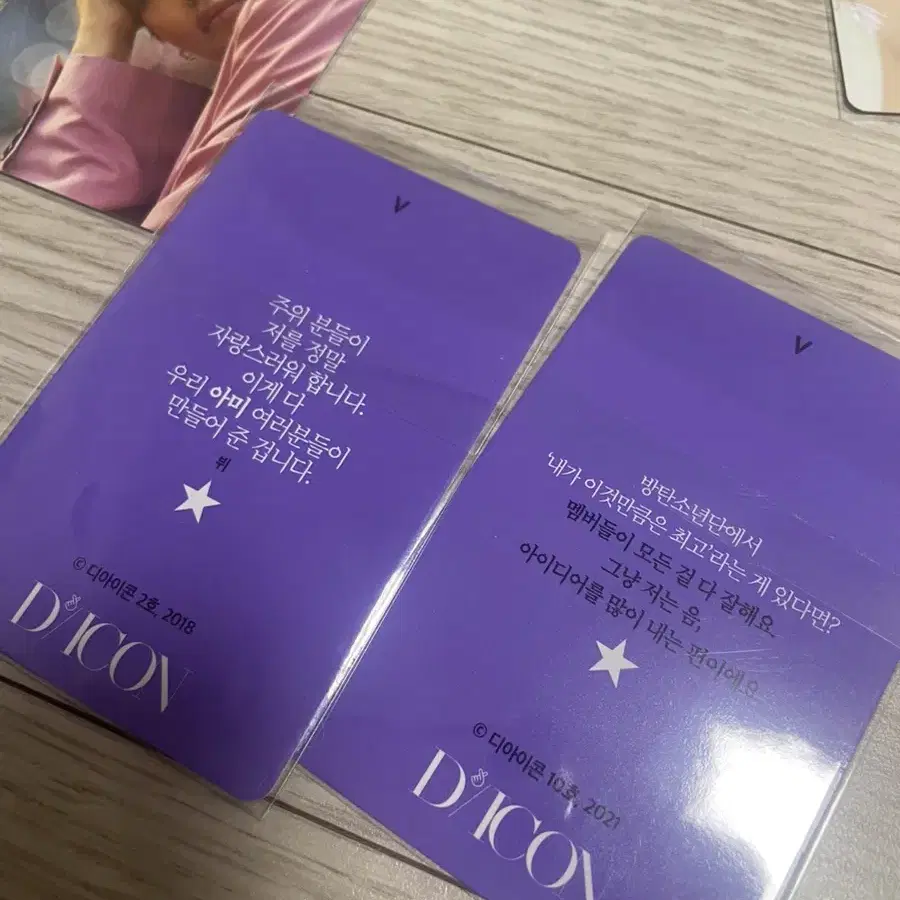 V
주위 분들이
저를 정말
자랑스러워 합니다.
이게 다
우리 아미 여러분들이
만들어 준 겁니다.
뷔
© 디아이콘 2호, 2018
D/ICON
V
방탄소년단에서
‘내가 이것만큼은 최고’라는 게 있다면?
멤버들이 모든 걸 다 잘해요.
그냥 저는 음,
아이디어를 많이 내는 편이에요
© 디아이콘 10호, 2021
D/ICON